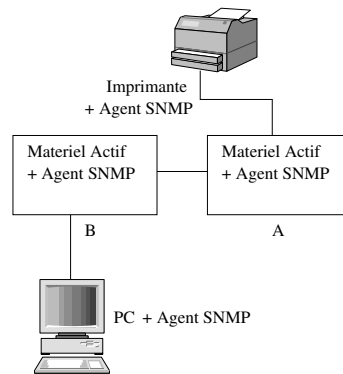 Imprimante
+ Agent SNMP
Materiel Actif
+ Agent SNMP
Materiel Actif
+ Agent SNMP
B
A
PC + Agent SNMP